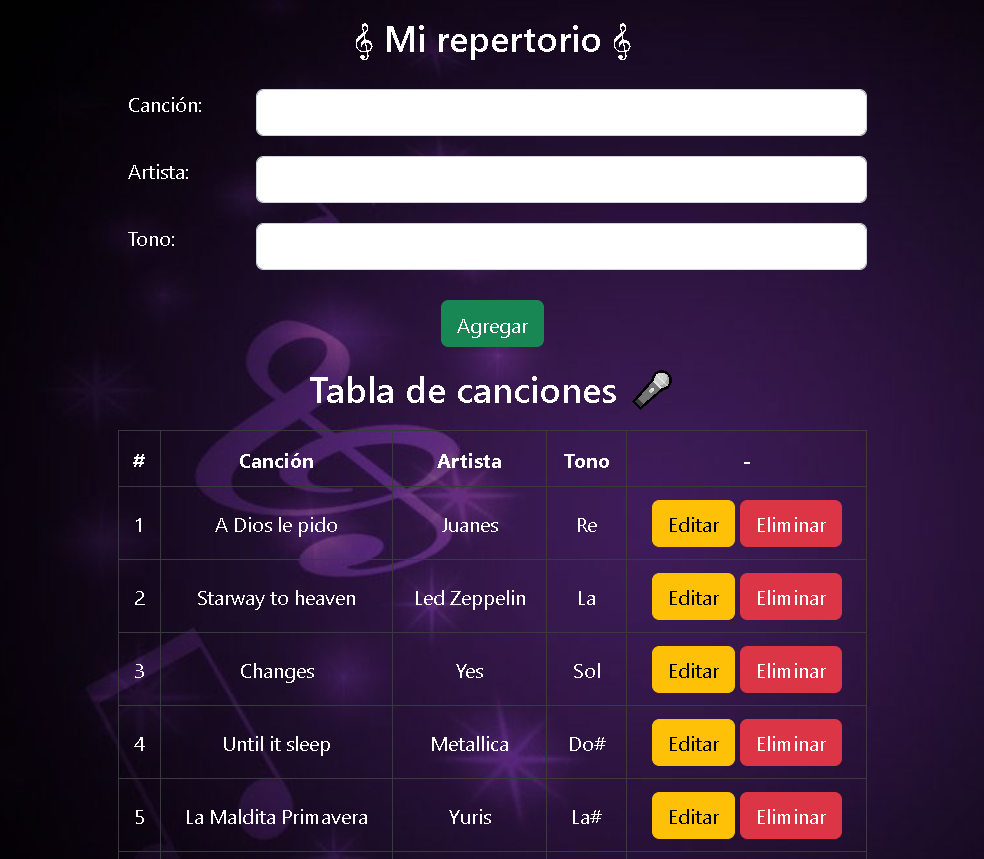 𝄞 Mi repertorio 𝄞
Canción:
Artista:
Tono:
Agregar
Tabla de canciones 🎤
# Canción Artista Tono -
1 A Dios le pido Juanes Re Editar Eliminar
2 Starway to heaven Led Zeppelin La Editar Eliminar
3 Changes Yes Sol Editar Eliminar
4 Until it sleep Metallica Do# Editar Eliminar
5 La Maldita Primavera Yuris La# Editar Eliminar